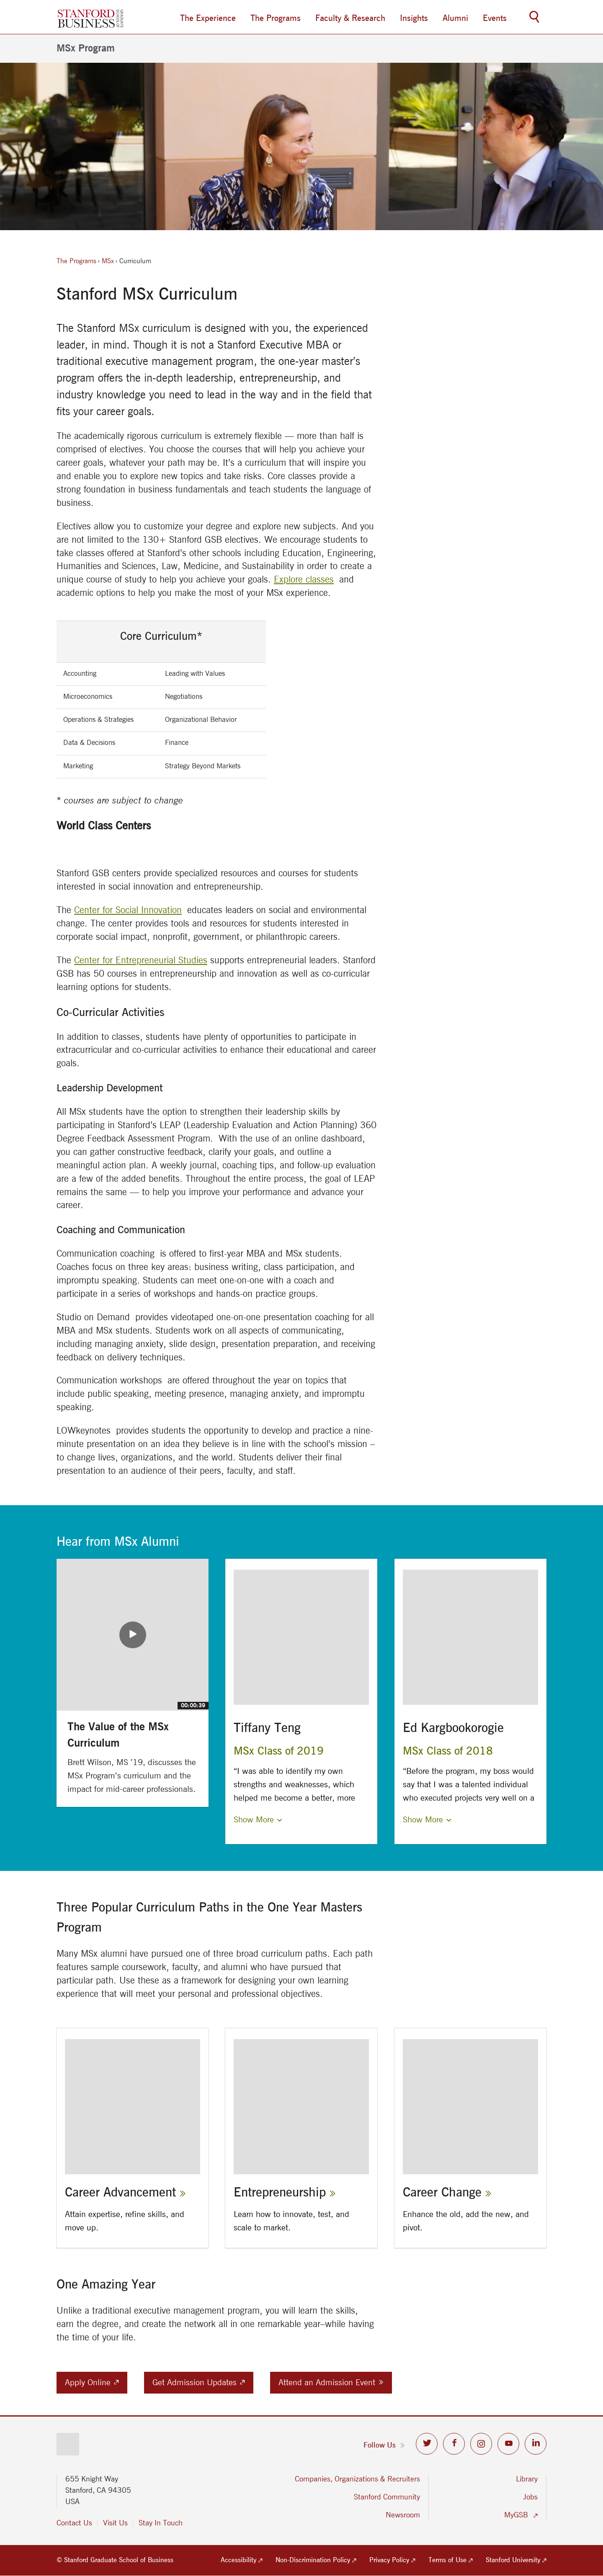 STANFORD
BUSINESS
The Experience
The Programs
Faculty & Research
Insights
Alumni
Events
MSx Program
The Programs › MSx › Curriculum
Stanford MSx Curriculum
The Stanford MSx curriculum is designed with you, the experienced
leader, in mind. Though it is not a Stanford Executive MBA or
traditional executive management program, the one-year master's
program offers the in-depth leadership, entrepreneurship, and
industry knowledge you need to lead in the way and in the field that
fits your career goals.
The academically rigorous curriculum is extremely flexible — more than half is
comprised of electives. You choose the courses that will help you achieve your
career goals, whatever your path may be. It's a curriculum that will inspire you
and enable you to explore new topics and take risks. Core classes provide a
strong foundation in business fundamentals and teach students the language of
business.
Electives allow you to customize your degree and explore new subjects. And you
are not limited to the 130+ Stanford GSB electives. We encourage students to
take classes offered at Stanford's other schools including Education, Engineering,
Humanities and Sciences, Law, Medicine, and Sustainability in order to create a
unique course of study to help you achieve your goals. Explore classes and
academic options to help you make the most of your MSx experience.
Core Curriculum*
Accounting
Leading with Values
Microeconomics
Negotiations
Operations & Strategies
Organizational Behavior
Data & Decisions
Finance
Marketing
Strategy Beyond Markets
* courses are subject to change
World Class Centers
Stanford GSB centers provide specialized resources and courses for students
interested in social innovation and entrepreneurship.
The Center for Social Innovation educates leaders on social and environmental
change. The center provides tools and resources for students interested in
corporate social impact, nonprofit, government, or philanthropic careers.
The Center for Entrepreneurial Studies supports entrepreneurial leaders. Stanford
GSB has 50 courses in entrepreneurship and innovation as well as co-curricular
learning options for students.
Co-Curricular Activities
In addition to classes, students have plenty of opportunities to participate in
extracurricular and co-curricular activities to enhance their educational and career
goals.
Leadership Development
All MSx students have the option to strengthen their leadership skills by
participating in Stanford's LEAP (Leadership Evaluation and Action Planning) 360
Degree Feedback Assessment Program. With the use of an online dashboard,
you can gather constructive feedback, clarify your goals, and outline a
meaningful action plan. A weekly journal, coaching tips, and follow-up evaluation
are a few of the added benefits. Throughout the entire process, the goal of LEAP
remains the same — to help you improve your performance and advance your
career.
Coaching and Communication
Communication coaching is offered to first-year MBA and MSx students.
Coaches focus on three key areas: business writing, class participation, and
impromptu speaking. Students can meet one-on-one with a coach and
participate in a series of workshops and hands-on practice groups.
Studio on Demand provides videotaped one-on-one presentation coaching for all
MBA and MSx students. Students work on all aspects of communicating,
including managing anxiety, slide design, presentation preparation, and receiving
feedback on delivery techniques.
Communication workshops are offered throughout the year on topics that
include public speaking, meeting presence, managing anxiety, and impromptu
speaking.
LOWkeynotes provides students the opportunity to develop and practice a nine-
minute presentation on an idea they believe is in line with the school's mission –
to change lives, organizations, and the world. Students deliver their final
presentation to an audience of their peers, faculty, and staff.
Hear from MSx Alumni
00:00:39
The Value of the MSx
Curriculum
Brett Wilson, MS '19, discusses the
MSx Program's curriculum and the
impact for mid-career professionals.
Tiffany Teng
MSx Class of 2019
"I was able to identify my own
strengths and weaknesses, which
helped me become a better, more
Show More
Ed Kargbookorogie
MSx Class of 2018
"Before the program, my boss would
say that I was a talented individual
who executed projects very well on a
Show More
Three Popular Curriculum Paths in the One Year Masters
Program
Many MSx alumni have pursued one of three broad curriculum paths. Each path
features sample coursework, faculty, and alumni who have pursued that
particular path. Use these as a framework for designing your own learning
experience that will meet your personal and professional objectives.
Career Advancement »
Attain expertise, refine skills, and
move up.
Entrepreneurship »
Learn how to innovate, test, and
scale to market.
Career Change »
Enhance the old, add the new, and
pivot.
One Amazing Year
Unlike a traditional executive management program, you will learn the skills,
earn the degree, and create the network all in one remarkable year–while having
the time of your life.
Apply Online
Get Admission Updates
Attend an Admission Event »
Follow Us »
655 Knight Way
Stanford, CA 94305
USA
Contact Us
Visit Us
Stay In Touch
Companies, Organizations & Recruiters
Stanford Community
Newsroom
Library
Jobs
MyGSB
© Stanford Graduate School of Business
Accessibility
Non-Discrimination Policy
Privacy Policy
Terms of Use
Stanford University